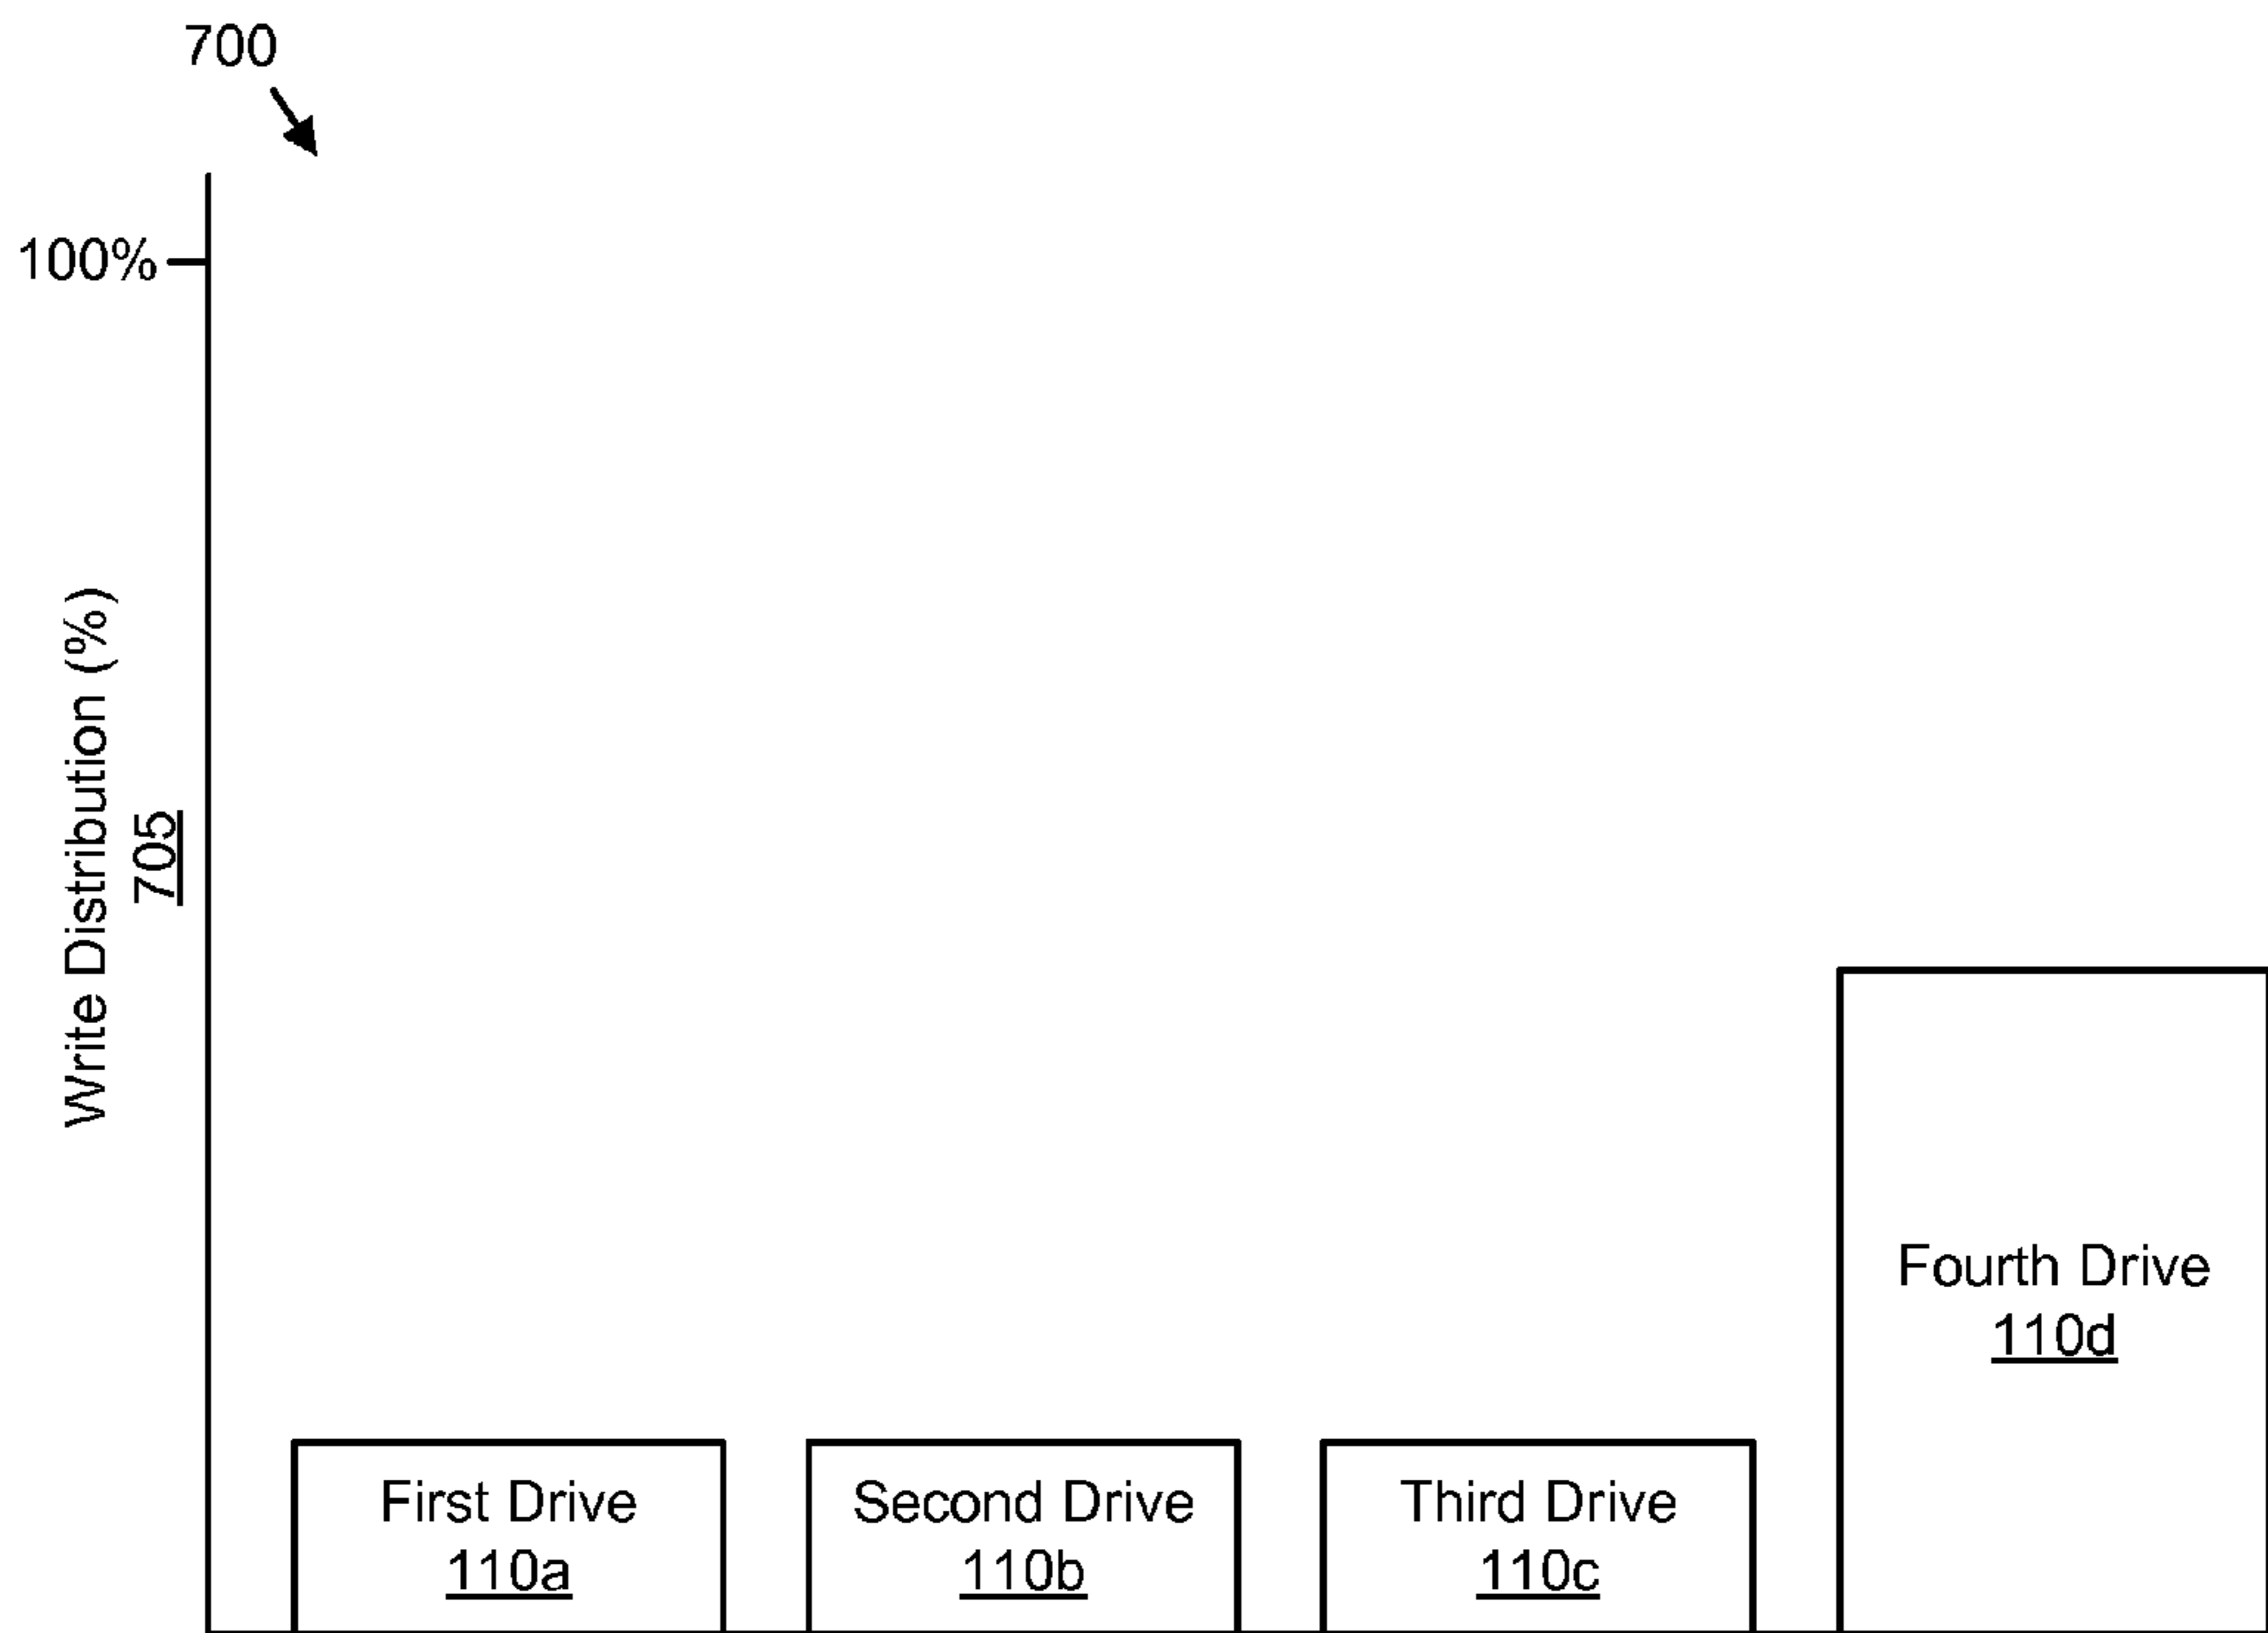 700
100%
Write Distribution (%)
705
First Drive
110a
Second Drive
110b
Third Drive
110c
Fourth Drive
110d